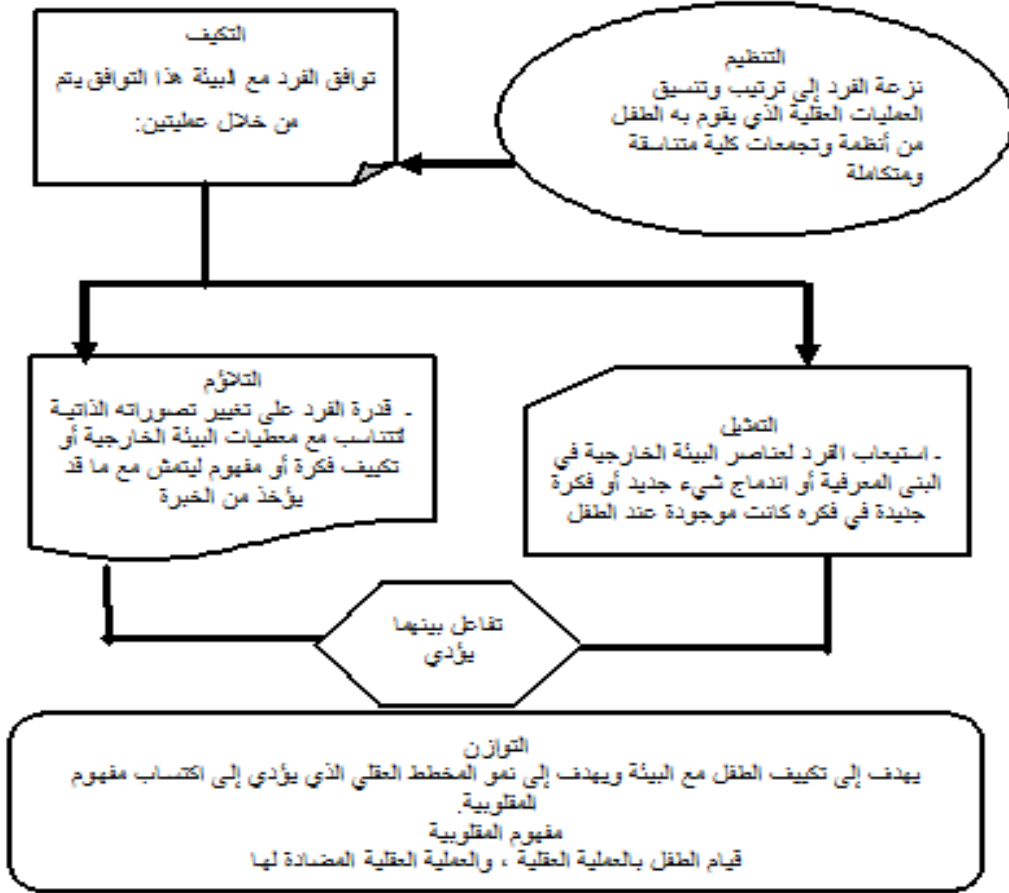 التنظيم
نزعة الفرد إلى ترتيب وتنسيق
العمليات العقلية الذي يقوم به الطفل
من أنظمة وتجمعات كلية متناسقة
ومتكاملة
التكيف
توافق الفرد مع البيئة هذا التوافق يتم
من خلال عمليتين:
التمثيل
- استيعاب الفرد لعناصر البيئة الخارجية في
البنى المعرفية أو اندماج شيء جديد أو فكرة
جديدة في فكره كانت موجودة عند الطفل
التلاؤم
- قدرة الفرد على تغيير تصوراته الذاتية
لتتناسب مع معطيات البيئة الخارجية أو
تكييف فكرة أو مفهوم ليتمش مع ما قد
يؤخذ من الخبرة
تفاعل بينهما
يؤدي
التوازن
يهدف إلى تكييف الطفل مع البيئة ويهدف إلى نمو المخطط العقلي الذي يؤدي إلى اكتساب مفهوم
المقلوبية.
مفهوم المقلوبية
قيام الطفل بالعملية العقلية ، والعملية العقلية المضادة لها